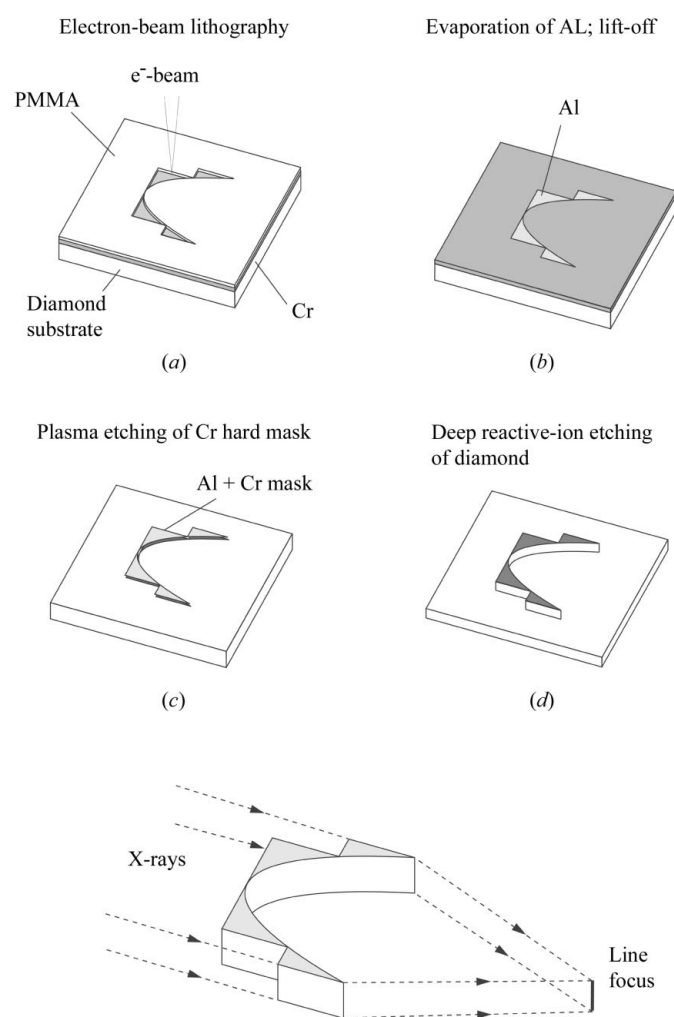 Electron-beam lithography
Evaporation of AL; lift-off
e⁻-beam
PMMA
Al
Diamond
substrate
Cr
(a)
(b)
Plasma etching of Cr hard mask
Deep reactive-ion etching
of diamond
Al + Cr mask
(c)
(d)
X-rays
Line
focus